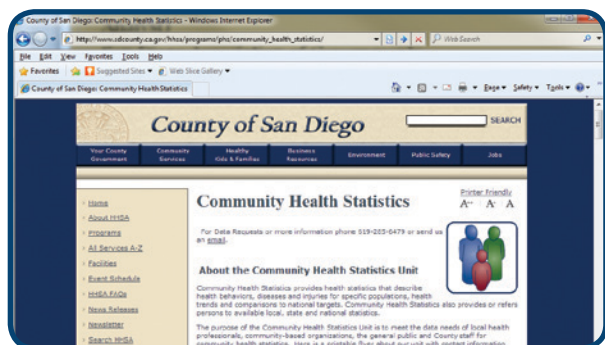 County of San Diego: Community Health Statistics - Windows Internet Explorer
http://www.sdcounty.ca.gov/hhsa/programs/phs/community_health_statistics/
Web Search
File Edit View Favorites Tools Help
Favorites Suggested Sites Web Slice Gallery
County of San Diego: Community Health Statistics
Page Safety Tools
County of San Diego
SEARCH
Your County Government
Community Services
Healthy Kids & Families
Business Resources
Environment
Public Safety
Jobs
Home
About HHSA
Programs
All Services A-Z
Facilities
Event Schedule
HHSA FAQs
News Releases
Newsletter
Search HHSA
Printer Friendly
A A A
Community Health Statistics
For Data Requests or more information phone 619-285-6479 or send us
an email.
About the Community Health Statistics Unit
Community Health Statistics provides health statistics that describe
health behaviors, diseases and injuries for specific populations, health
trends and comparisons to national targets. Community Health Statistics also provides or refers
persons to available local, state and national statistics.
The purpose of the Community Health Statistics Unit is to meet the data needs of local health
professionals, community-based organizations, the general public and County staff for